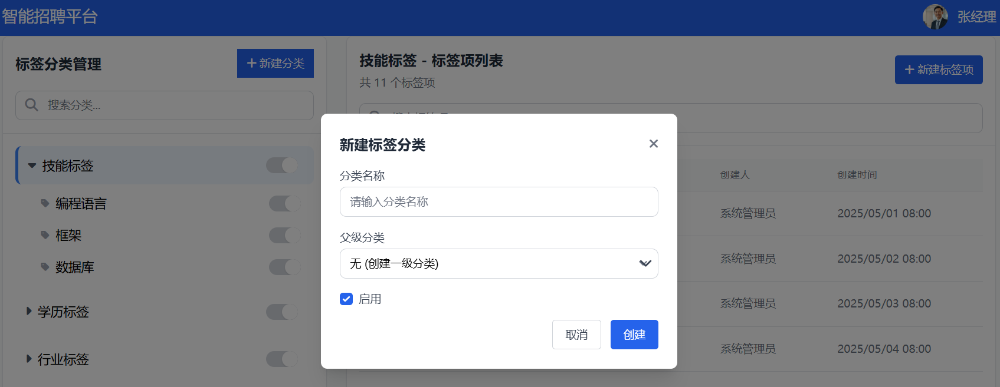 智能招聘平台
张经理
标签分类管理
新建分类
搜索分类...
技能标签
编程语言
框架
数据库
学历标签
行业标签
技能标签 - 标签项列表
共 11 个标签项
新建标签项
创建人
创建时间
系统管理员
2025/05/01 08:00
系统管理员
2025/05/02 08:00
系统管理员
2025/05/03 08:00
系统管理员
2025/05/04 08:00
新建标签分类
分类名称
请输入分类名称
父级分类
无 (创建一级分类)
启用
取消
创建